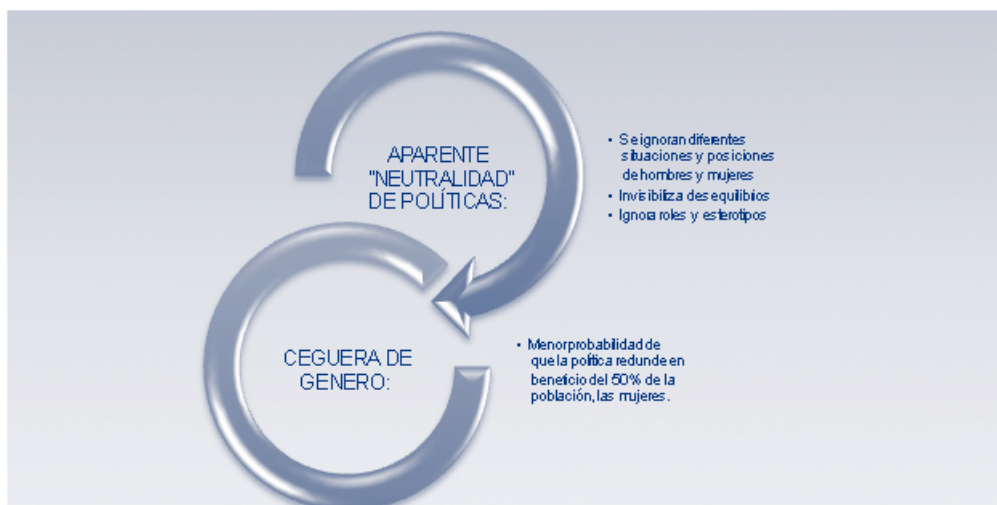 APARENTE
"NEUTRALIDAD"
DE POLÍTICAS:
• Se ignoran diferentes
situaciones y posiciones
de hombres y mujeres
• Invisibiliza desequilibrios
• Ignora roles y esterotipos
CEGUERA DE
GENERO:
• Menor probabilidad de
que la política redunde en
beneficio del 50% de la
población, las mujeres.